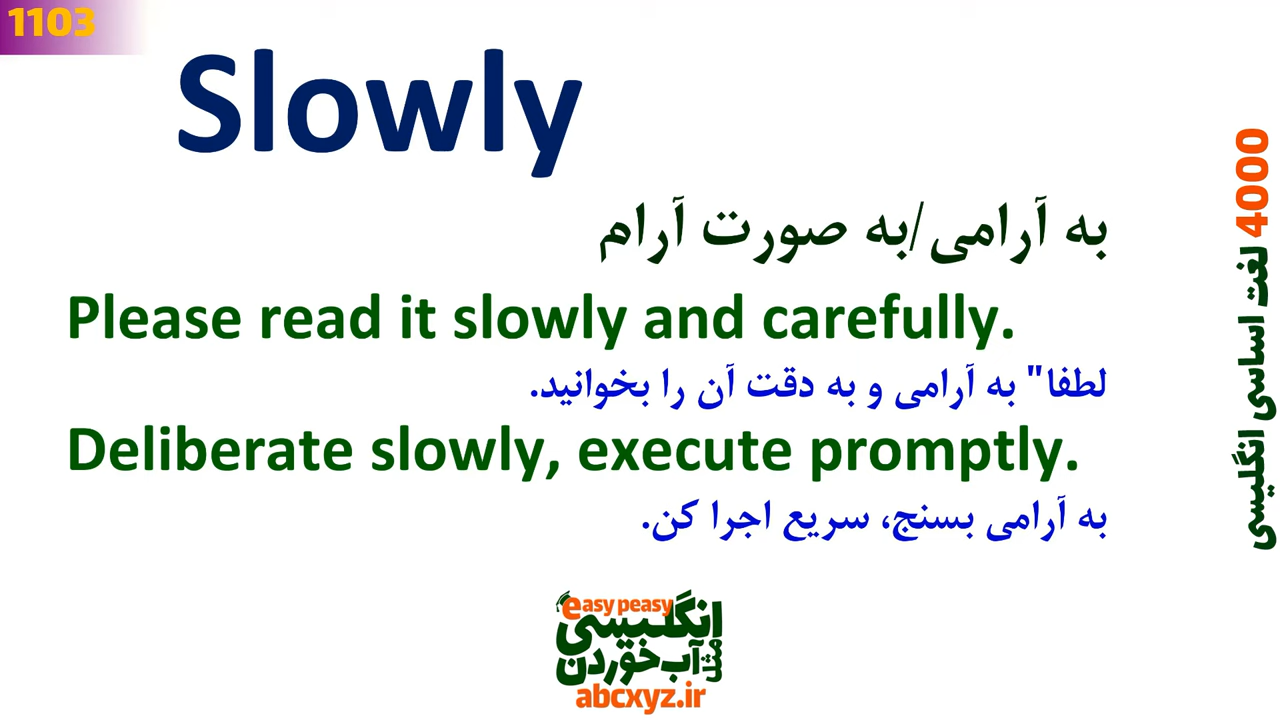 1103
Slowly
به آرامی/به صورت آرام
Please read it slowly and carefully.
لطفا" به آرامی و به دقت آن را بخوانید.
Deliberate slowly, execute promptly.
به آرامی بسنج، سریع اجرا کن.
4000 لغت اساسی انگلیسی
easy peasy
انگلیسی
مثل آب خوردن
abcxyz.ir